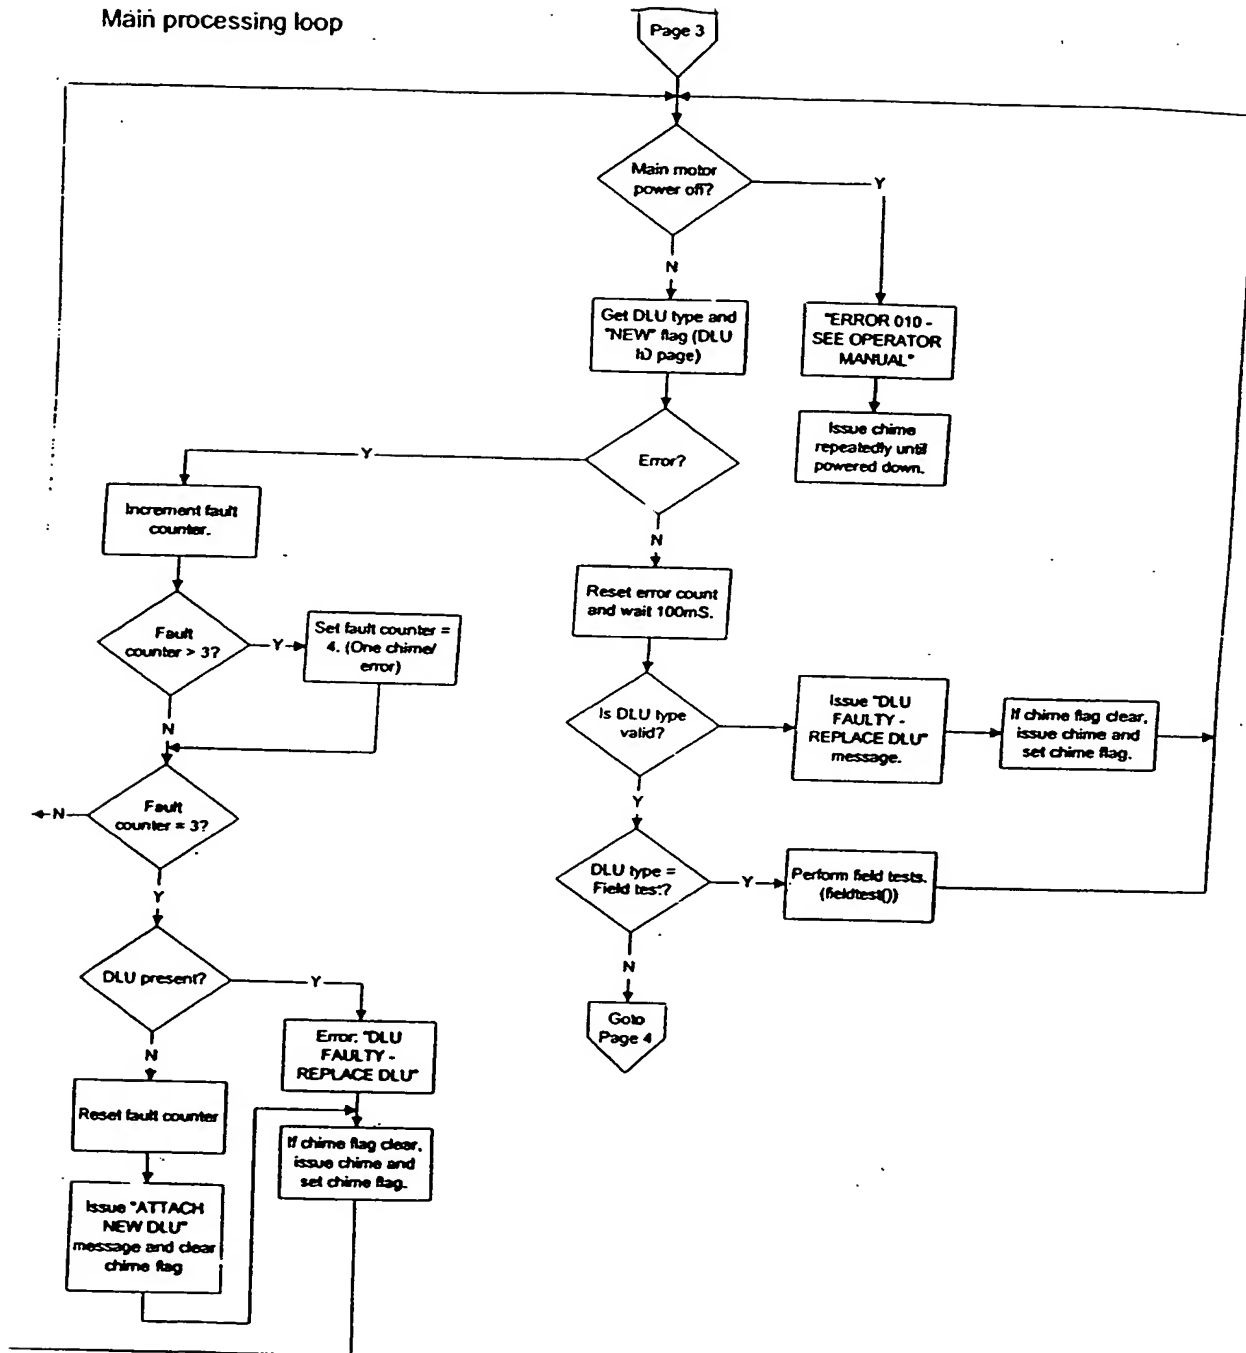 Main processing loop
Page 3
Main motor
power off?
Y
N
Get DLU type and
"NEW" flag (DLU
ID page)
"ERROR 010 -
SEE OPERATOR
MANUAL"
Issue chime
repeatedly until
powered down.
Error?
Y
N
Increment fault
counter.
Reset error count
and wait 100mS.
Fault
counter > 3?
Y
Set fault counter =
4. (One chime/
error)
N
Is DLU type
valid?
Issue "DLU
FAULTY -
REPLACE DLU"
message.
If chime flag clear,
issue chime and
set chime flag.
Y
Fault
counter = 3?
N
Y
DLU type =
Field test?
Y
Perform field tests.
(fieldtest())
N
Goto
Page 4
DLU present?
Y
N
Error: "DLU
FAULTY -
REPLACE DLU"
Reset fault counter
If chime flag clear,
issue chime and
set chime flag.
Issue "ATTACH
NEW DLU"
message and clear
chime flag